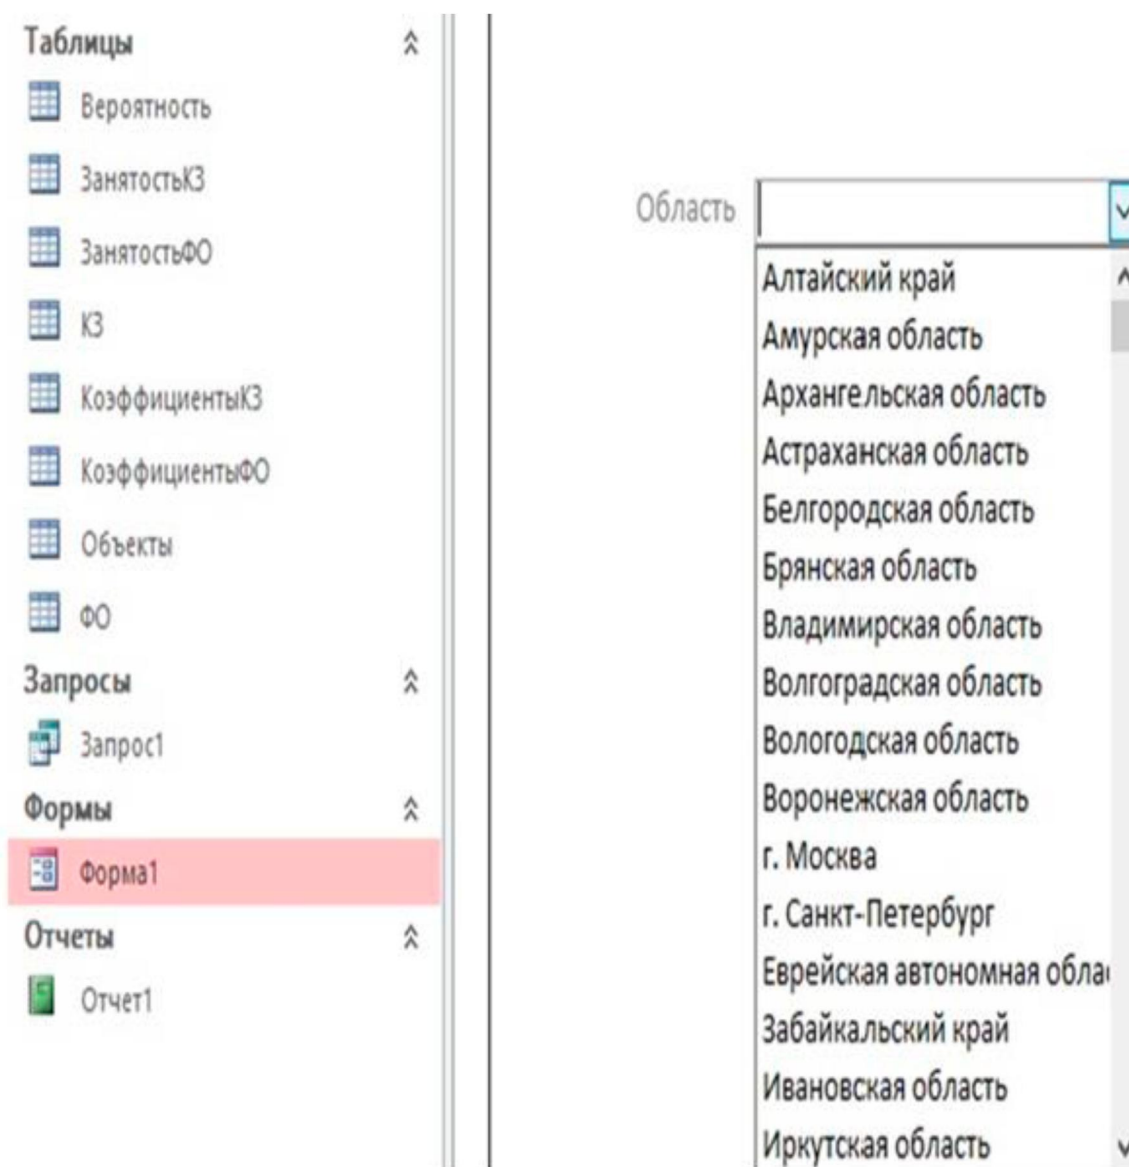 Таблицы
Вероятность
ЗанятостьКЗ
ЗанятостьФО
КЗ
КоэффициентыКЗ
КоэффициентыФО
Объекты
ФО
Запросы
Запрос1
Формы
Форма1
Отчеты
Отчет1
Область
Алтайский край
Амурская область
Архангельская область
Астраханская область
Белгородская область
Брянская область
Владимирская область
Волгоградская область
Вологодская область
Воронежская область
г. Москва
г. Санкт-Петербург
Еврейская автономная облас
Забайкальский край
Ивановская область
Иркутская область